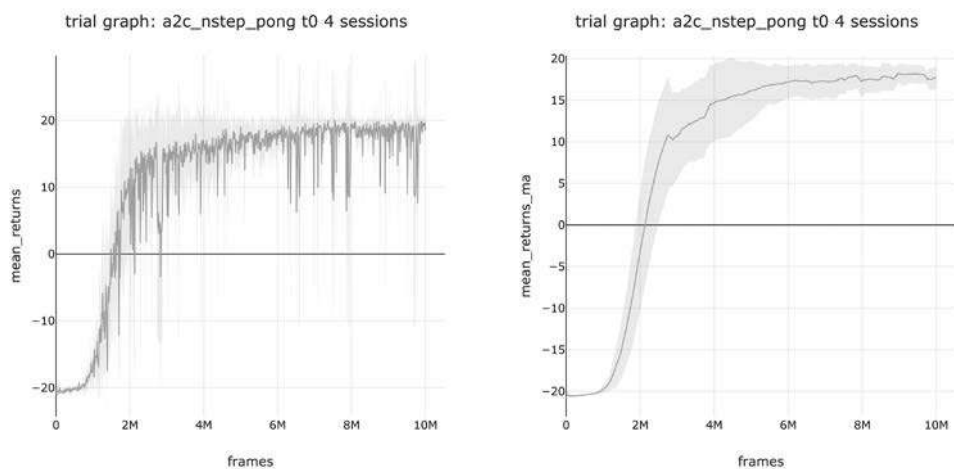 trial graph: a2c_nstep_pong t0 4 sessions
mean_returns
20
10
0
−10
−20
0
2M
4M
6M
8M
10M
frames
trial graph: a2c_nstep_pong t0 4 sessions
mean_returns_ma
20
15
10
5
0
−5
−10
−15
−20
0
2M
4M
6M
8M
10M
frames